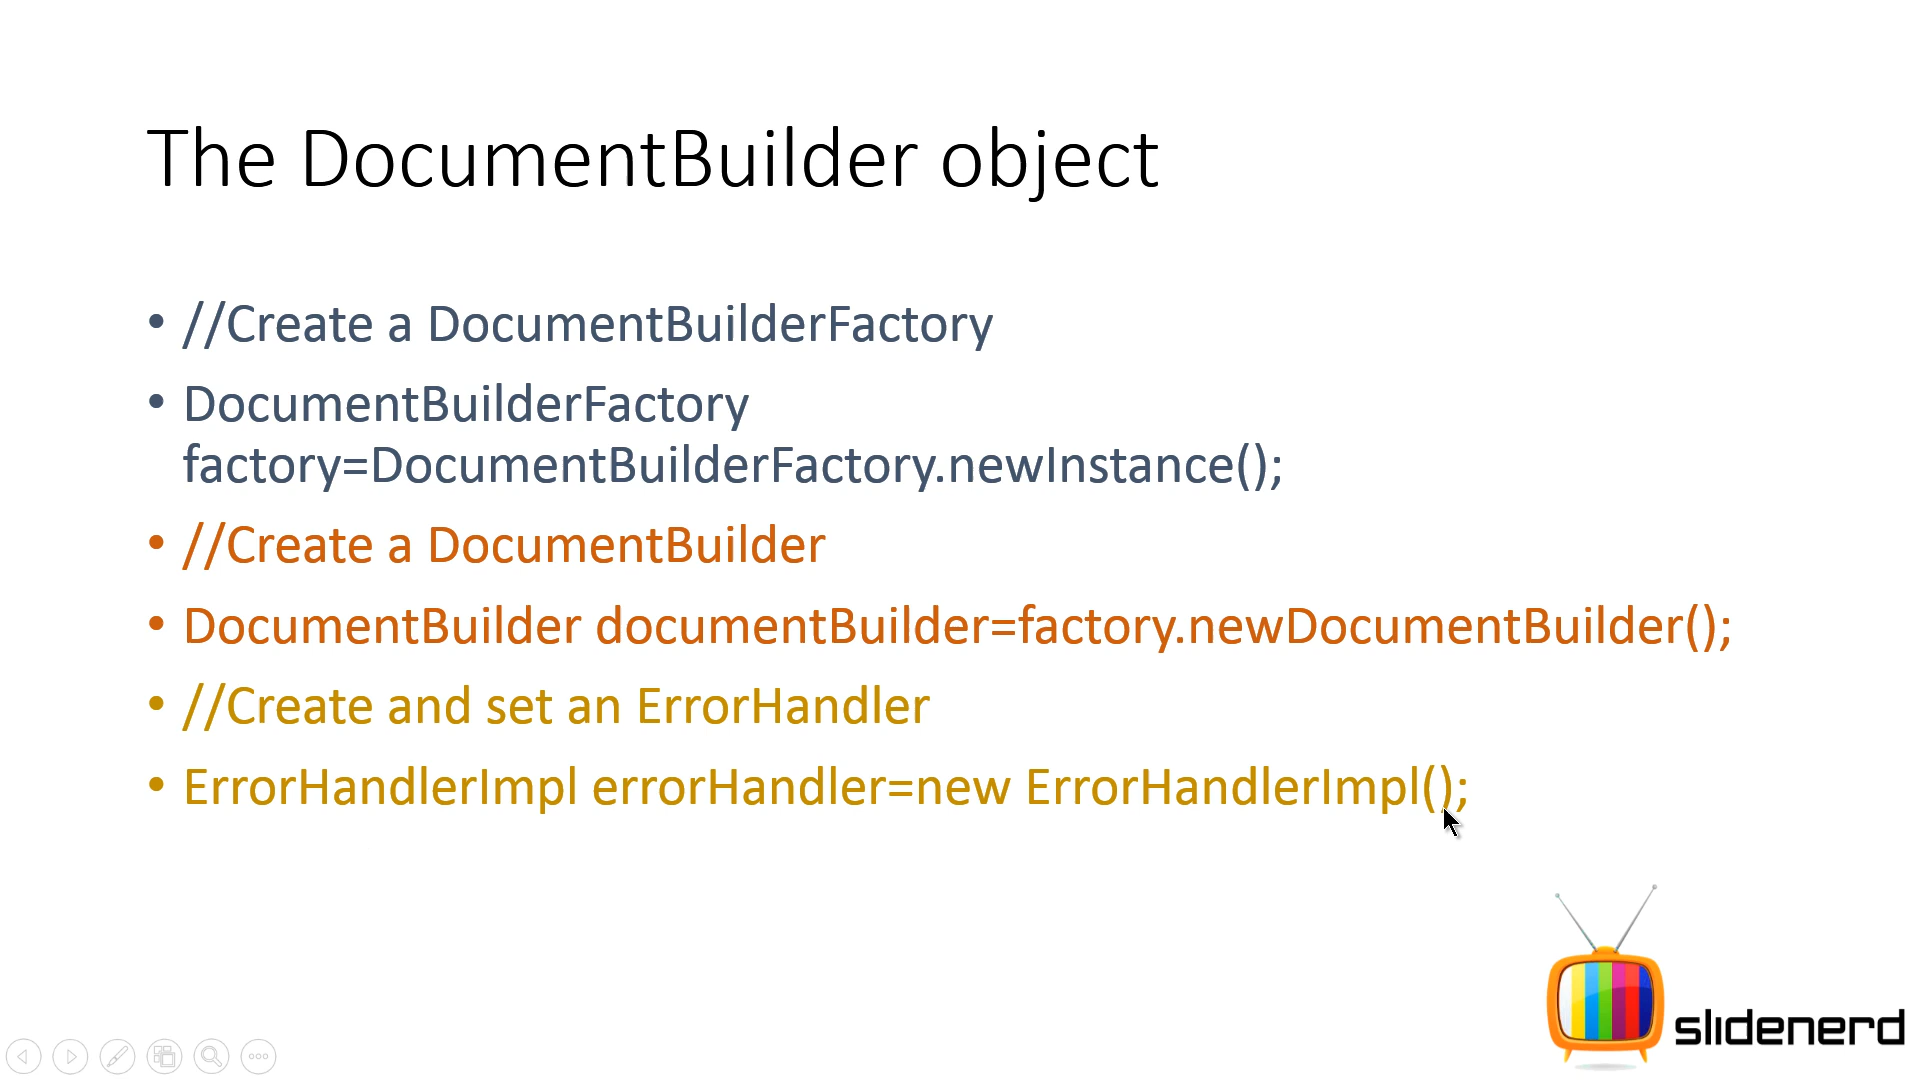 The DocumentBuilder object
• //Create a DocumentBuilderFactory
• DocumentBuilderFactory
factory=DocumentBuilderFactory.newInstance();
• //Create a DocumentBuilder
• DocumentBuilder documentBuilder=factory.newDocumentBuilder();
• //Create and set an ErrorHandler
• ErrorHandlerImpl errorHandler=new ErrorHandlerImpl();
slidenerd